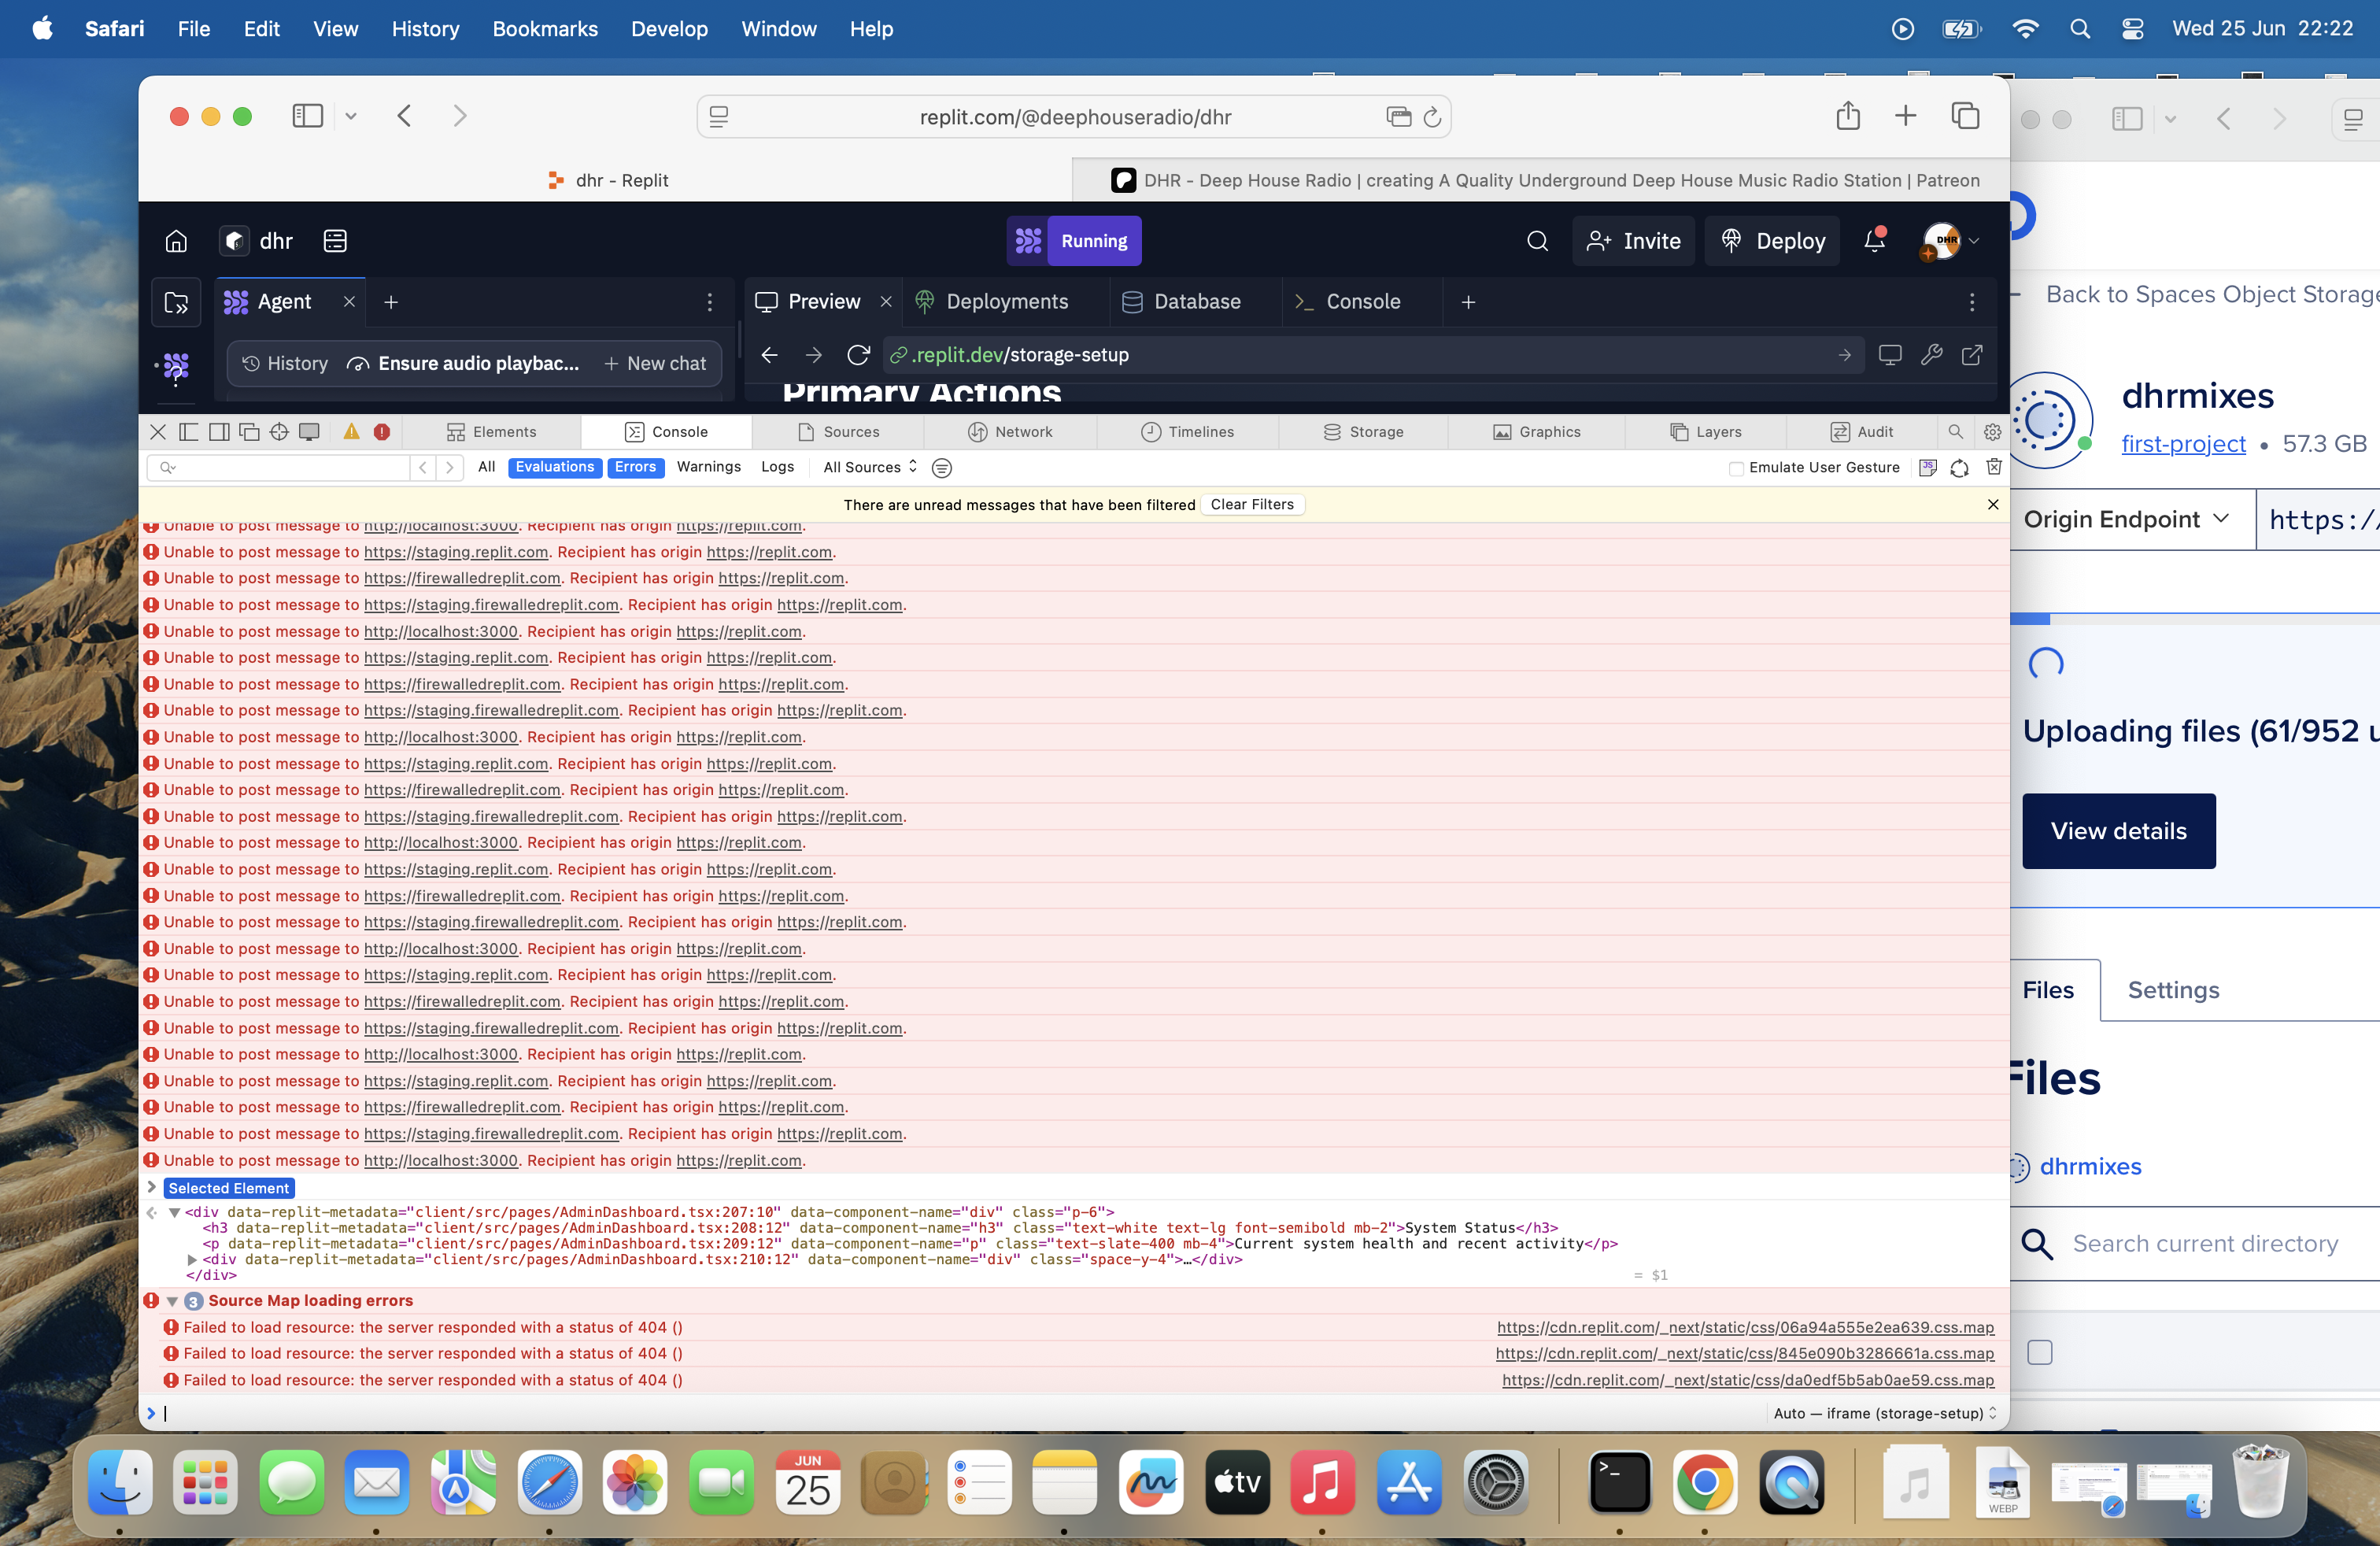 Safari File Edit View History Bookmarks Develop Window Help Wed 25 Jun 22:22
replit.com/@deephouseradio/dhr
dhr - Replit
DHR - Deep House Radio | creating A Quality Underground Deep House Music Radio Station | Patreon
dhr Running Invite Deploy DHR
Agent Preview Deployments Database Console
History Ensure audio playbac... New chat
.replit.dev/storage-setup
Primary Actions
Elements Console Sources Network Timelines Storage Graphics Layers Audit
All Evaluations Errors Warnings Logs All Sources Emulate User Gesture
There are unread messages that have been filtered Clear Filters
Unable to post message to http://localhost:3000. Recipient has origin https://replit.com.
Unable to post message to https://staging.replit.com. Recipient has origin https://replit.com.
Unable to post message to https://firewalledreplit.com. Recipient has origin https://replit.com.
Unable to post message to https://staging.firewalledreplit.com. Recipient has origin https://replit.com.
Unable to post message to http://localhost:3000. Recipient has origin https://replit.com.
Unable to post message to https://staging.replit.com. Recipient has origin https://replit.com.
Unable to post message to https://firewalledreplit.com. Recipient has origin https://replit.com.
Unable to post message to https://staging.firewalledreplit.com. Recipient has origin https://replit.com.
Unable to post message to http://localhost:3000. Recipient has origin https://replit.com.
Unable to post message to https://staging.replit.com. Recipient has origin https://replit.com.
Unable to post message to https://firewalledreplit.com. Recipient has origin https://replit.com.
Unable to post message to https://staging.firewalledreplit.com. Recipient has origin https://replit.com.
Unable to post message to http://localhost:3000. Recipient has origin https://replit.com.
Unable to post message to https://staging.replit.com. Recipient has origin https://replit.com.
Unable to post message to https://firewalledreplit.com. Recipient has origin https://replit.com.
Unable to post message to https://staging.firewalledreplit.com. Recipient has origin https://replit.com.
Unable to post message to http://localhost:3000. Recipient has origin https://replit.com.
Unable to post message to https://staging.replit.com. Recipient has origin https://replit.com.
Unable to post message to https://firewalledreplit.com. Recipient has origin https://replit.com.
Unable to post message to https://staging.firewalledreplit.com. Recipient has origin https://replit.com.
Unable to post message to http://localhost:3000. Recipient has origin https://replit.com.
Unable to post message to https://staging.replit.com. Recipient has origin https://replit.com.
Unable to post message to https://firewalledreplit.com. Recipient has origin https://replit.com.
Unable to post message to https://staging.firewalledreplit.com. Recipient has origin https://replit.com.
Unable to post message to http://localhost:3000. Recipient has origin https://replit.com.
Selected Element
<div data-replit-metadata="client/src/pages/AdminDashboard.tsx:207:10" data-component-name="div" class="p-6">
<h3 data-replit-metadata="client/src/pages/AdminDashboard.tsx:208:12" data-component-name="h3" class="text-white text-lg font-semibold mb-2">System Status</h3>
<p data-replit-metadata="client/src/pages/AdminDashboard.tsx:209:12" data-component-name="p" class="text-slate-400 mb-4">Current system health and recent activity</p>
<div data-replit-metadata="client/src/pages/AdminDashboard.tsx:210:12" data-component-name="div" class="space-y-4">…</div>
</div>
= $1
3 Source Map loading errors
Failed to load resource: the server responded with a status of 404 () https://cdn.replit.com/_next/static/css/06a94a555e2ea639.css.map
Failed to load resource: the server responded with a status of 404 () https://cdn.replit.com/_next/static/css/845e090b3286661a.css.map
Failed to load resource: the server responded with a status of 404 () https://cdn.replit.com/_next/static/css/da0edf5b5ab0ae59.css.map
Auto — iframe (storage-setup)
Back to Spaces Object Storage
dhrmixes
first-project • 57.3 GB
Origin Endpoint https:/
Uploading files (61/952 u
View details
Files Settings
Files
dhrmixes
Search current directory
JUN
25
tv
WEBP